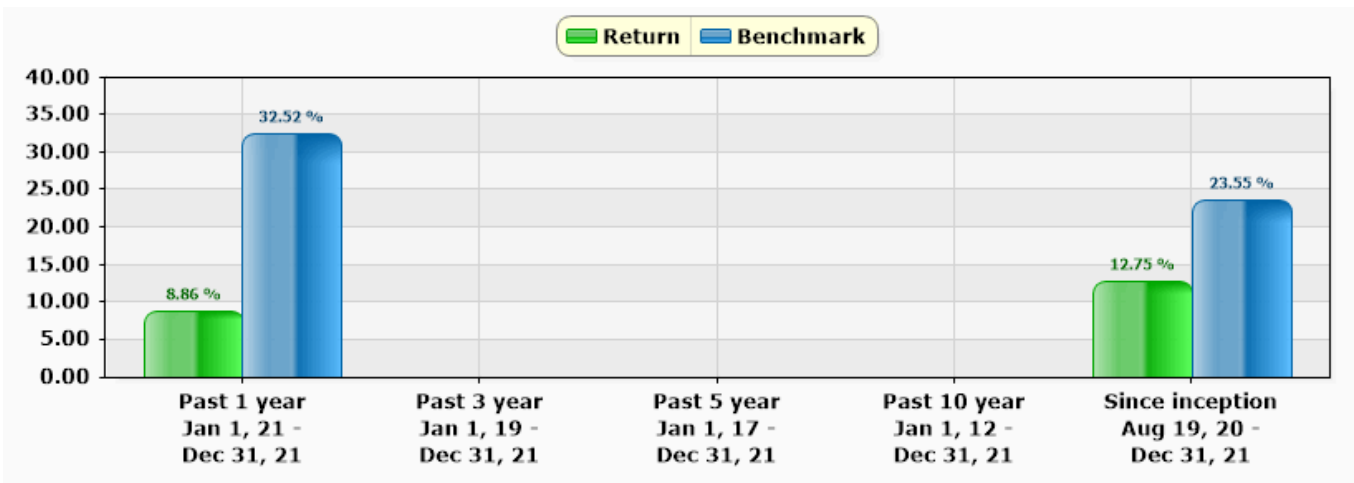 Return Benchmark
40.00
35.00
30.00
25.00
20.00
15.00
10.00
5.00
0.00
8.86 %
32.52 %
12.75 %
23.55 %
Past 1 year
Jan 1, 21 -
Dec 31, 21
Past 3 year
Jan 1, 19 -
Dec 31, 21
Past 5 year
Jan 1, 17 -
Dec 31, 21
Past 10 year
Jan 1, 12 -
Dec 31, 21
Since inception
Aug 19, 20 -
Dec 31, 21